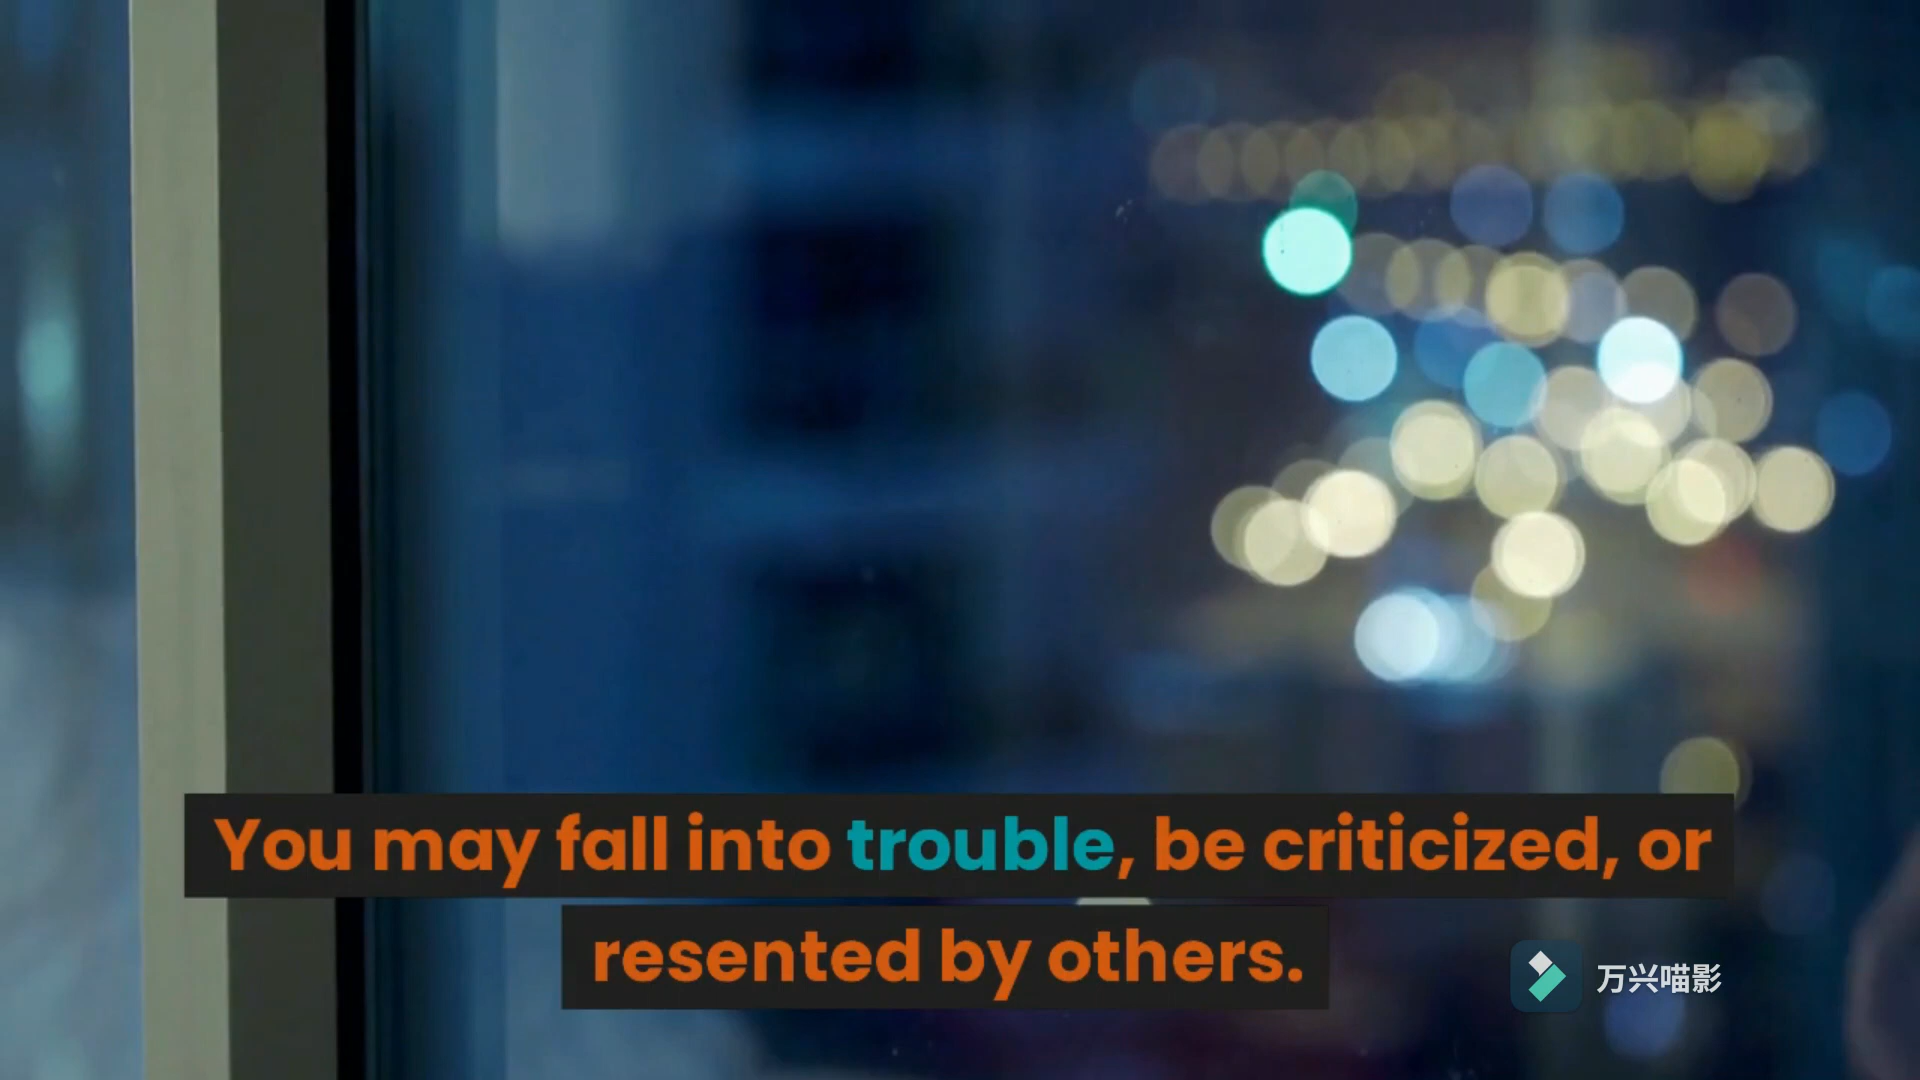 You may fall into trouble, be criticized, or
resented by others.
万兴喵影